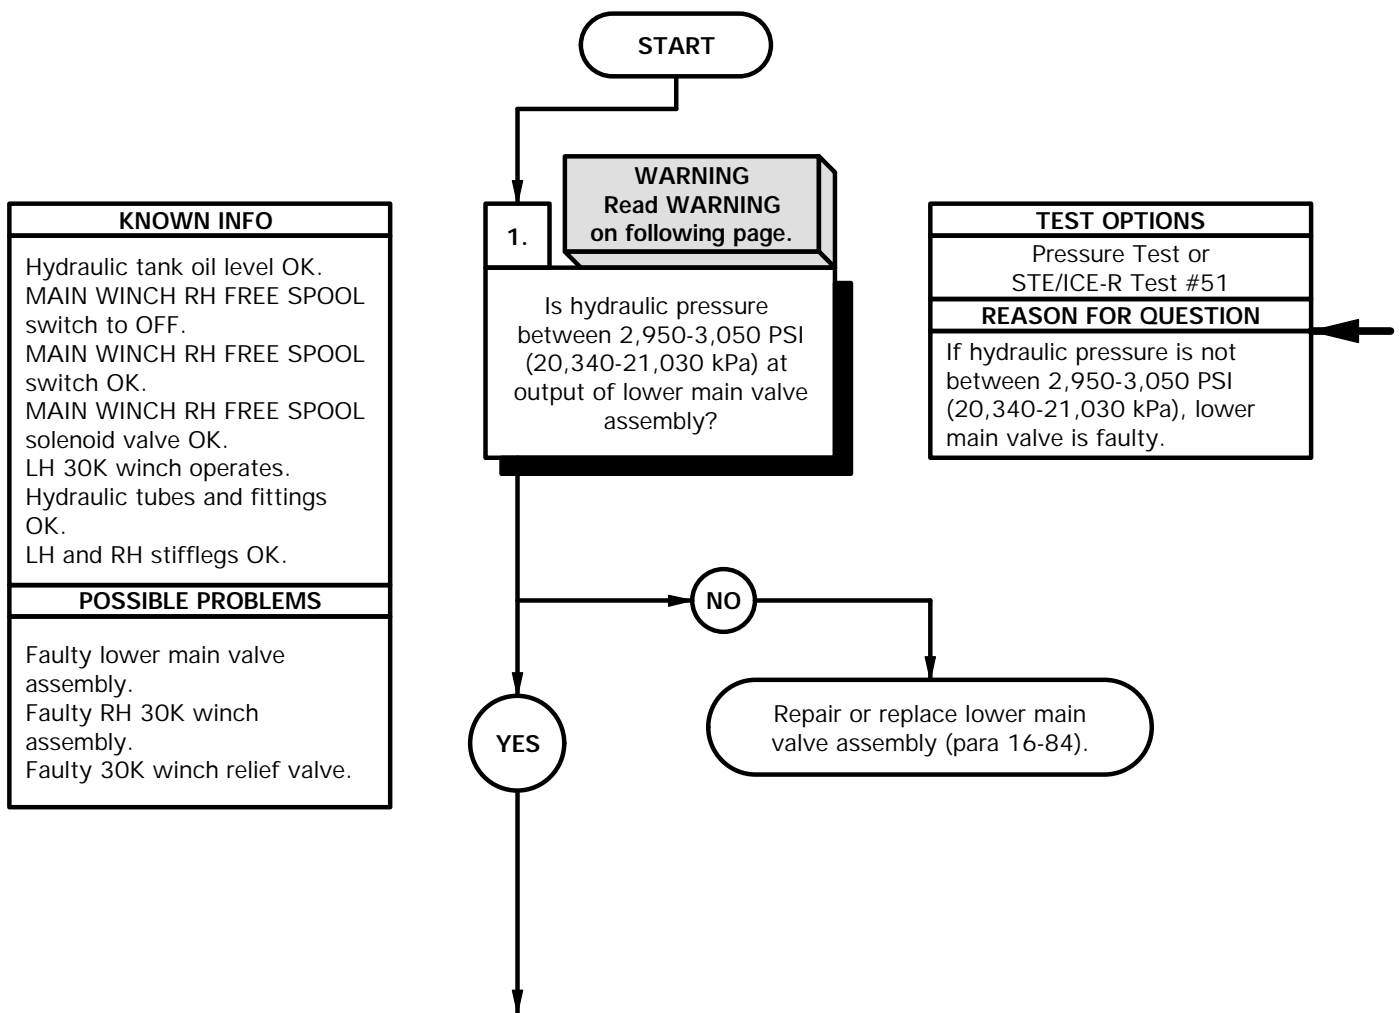 START
KNOWN INFO
Hydraulic tank oil level OK.
MAIN WINCH RH FREE SPOOL
switch to OFF.
MAIN WINCH RH FREE SPOOL
switch OK.
MAIN WINCH RH FREE SPOOL
solenoid valve OK.
LH 30K winch operates.
Hydraulic tubes and fittings
OK.
LH and RH stifflegs OK.
POSSIBLE PROBLEMS
Faulty lower main valve
assembly.
Faulty RH 30K winch
assembly.
Faulty 30K winch relief valve.
WARNING
Read WARNING
on following page.
1.
Is hydraulic pressure
between 2,950-3,050 PSI
(20,340-21,030 kPa) at
output of lower main valve
assembly?
TEST OPTIONS
Pressure Test or
STE/ICE-R Test #51
REASON FOR QUESTION
If hydraulic pressure is not
between 2,950-3,050 PSI
(20,340-21,030 kPa), lower
main valve is faulty.
NO
YES
Repair or replace lower main
valve assembly (para 16-84).